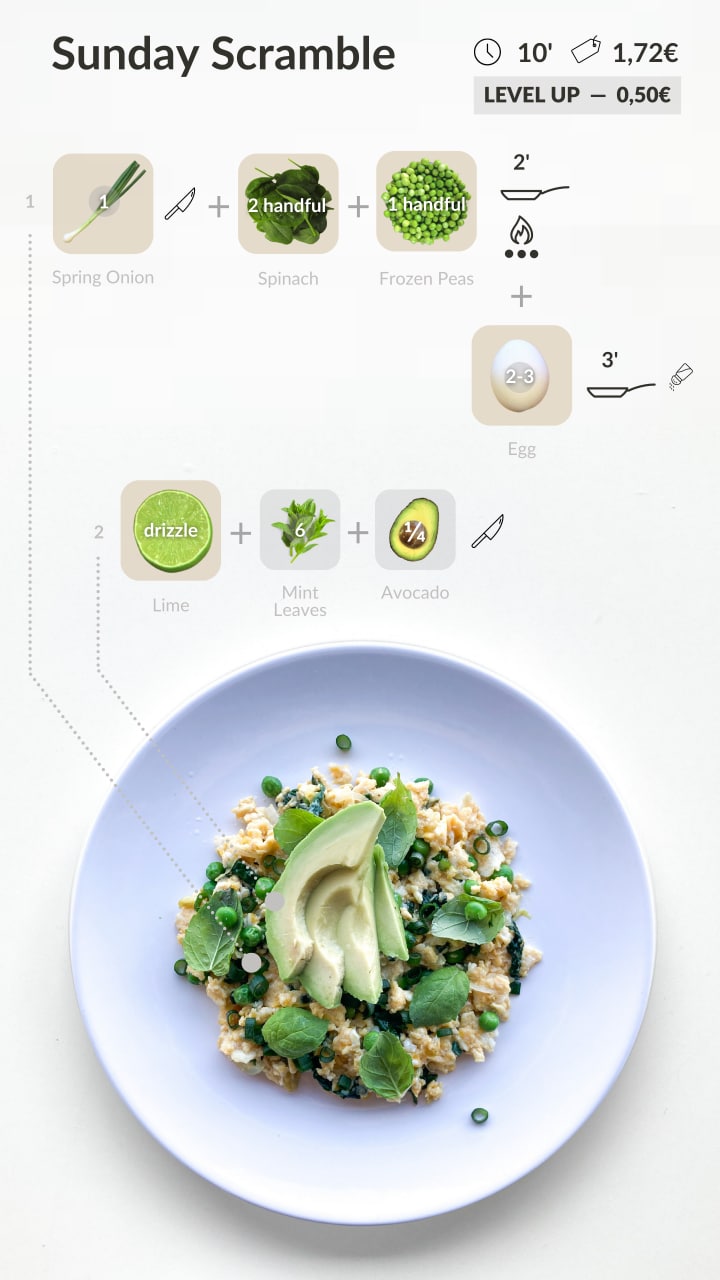 Sunday Scramble
10' 1,72€
LEVEL UP — 0,50€
2'
1
1
2 handful
1 handful
Spring Onion
Spinach
Frozen Peas
3'
2-3
Egg
2
drizzle
6
¼
Lime
Mint
Leaves
Avocado